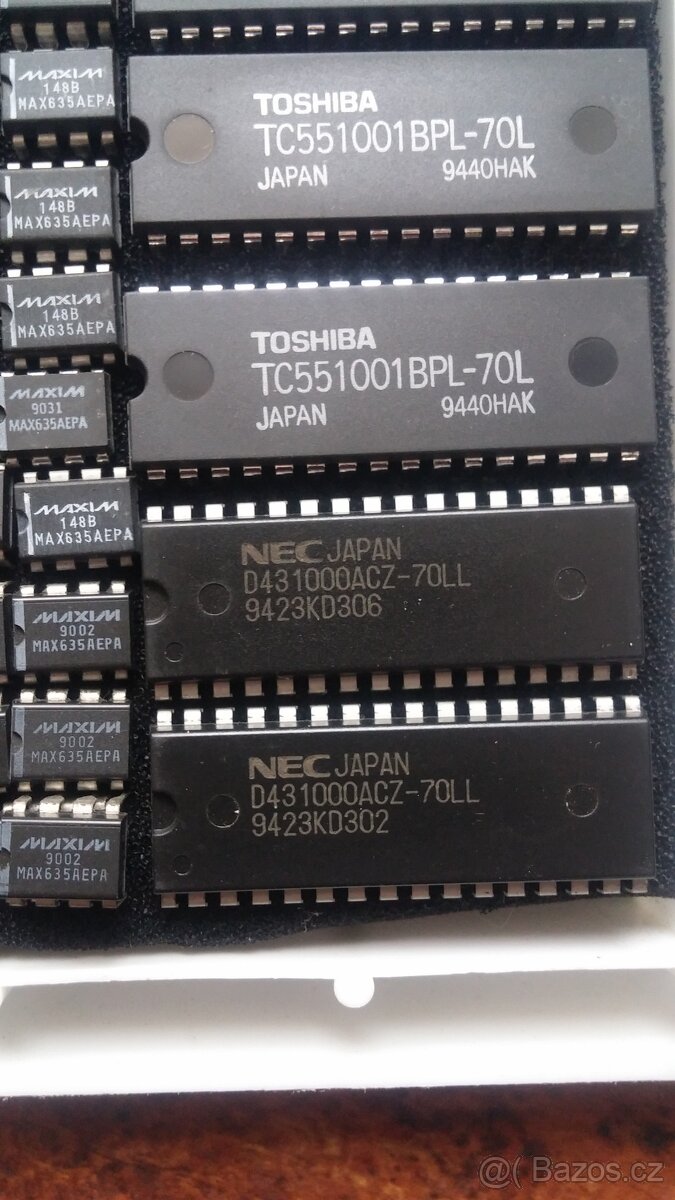 MAXIM
148B
MAX635AEPA
MAXIM
148B
MAX635AEPA
MAXIM
148B
MAX635AEPA
MAXIM
9031
MAX635AEPA
MAXIM
148B
MAX635AEPA
MAXIM
9002
MAX635AEPA
MAXIM
9002
MAX635AEPA
MAXIM
9002
MAX635AEPA
TOSHIBA
TC551001BPL-70L
JAPAN 9440HAK
TOSHIBA
TC551001BPL-70L
JAPAN 9440HAK
NEC JAPAN
D431000ACZ-70LL
9423KD306
NEC JAPAN
D431000ACZ-70LL
9423KD302
@( Bazos.cz